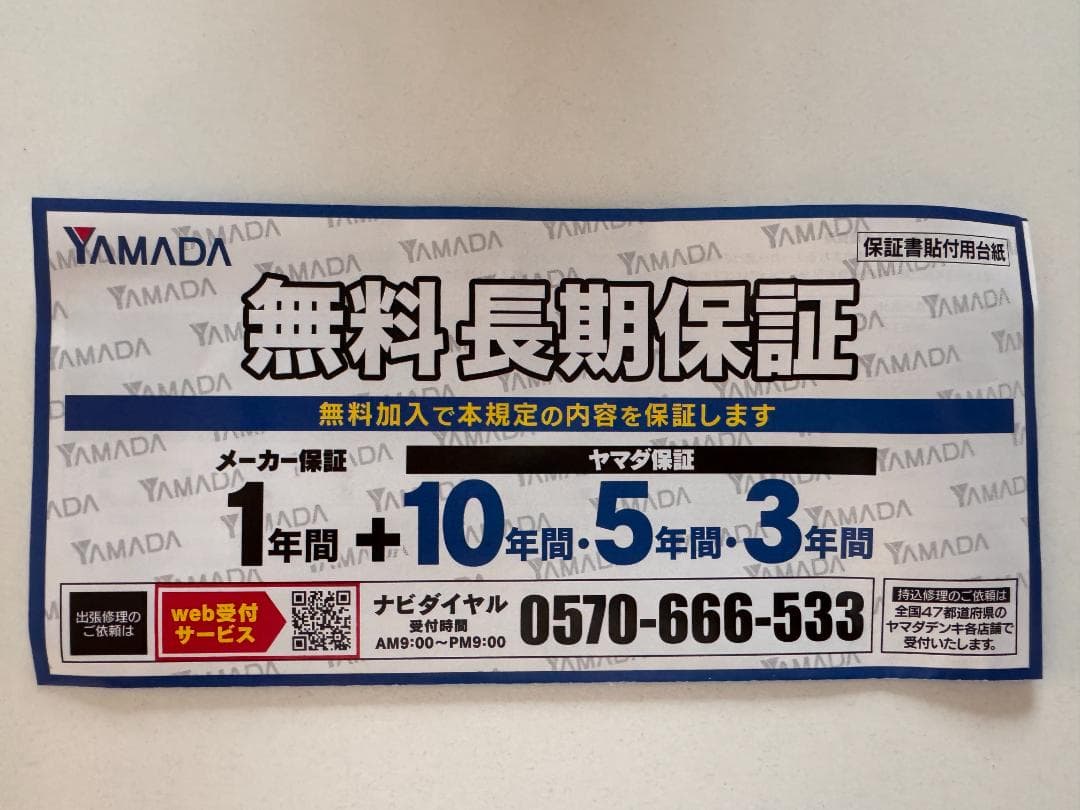 YAMADA
保証書貼付用台紙
無料長期保証
無料加入で本規定の内容を保証します
メーカー保証
ヤマダ保証
1年間+10年間・5年間・3年間
出張修理の
ご依頼は
web受付
サービス
ナビダイヤル
受付時間
AM9:00〜PM9:00
0570-666-533
持込修理のご依頼は
全国47都道府県の
ヤマダデンキ各店舗で
受付いたします。